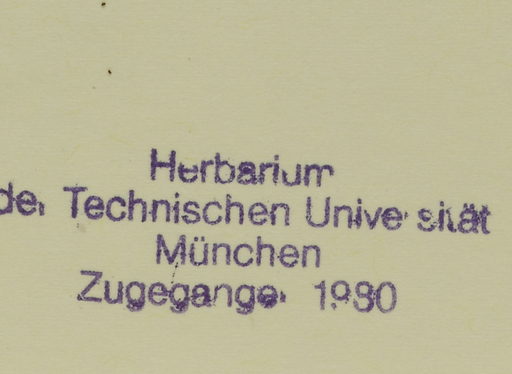 Herbarium
der Technischen Universität
München
Zugegangen 1980